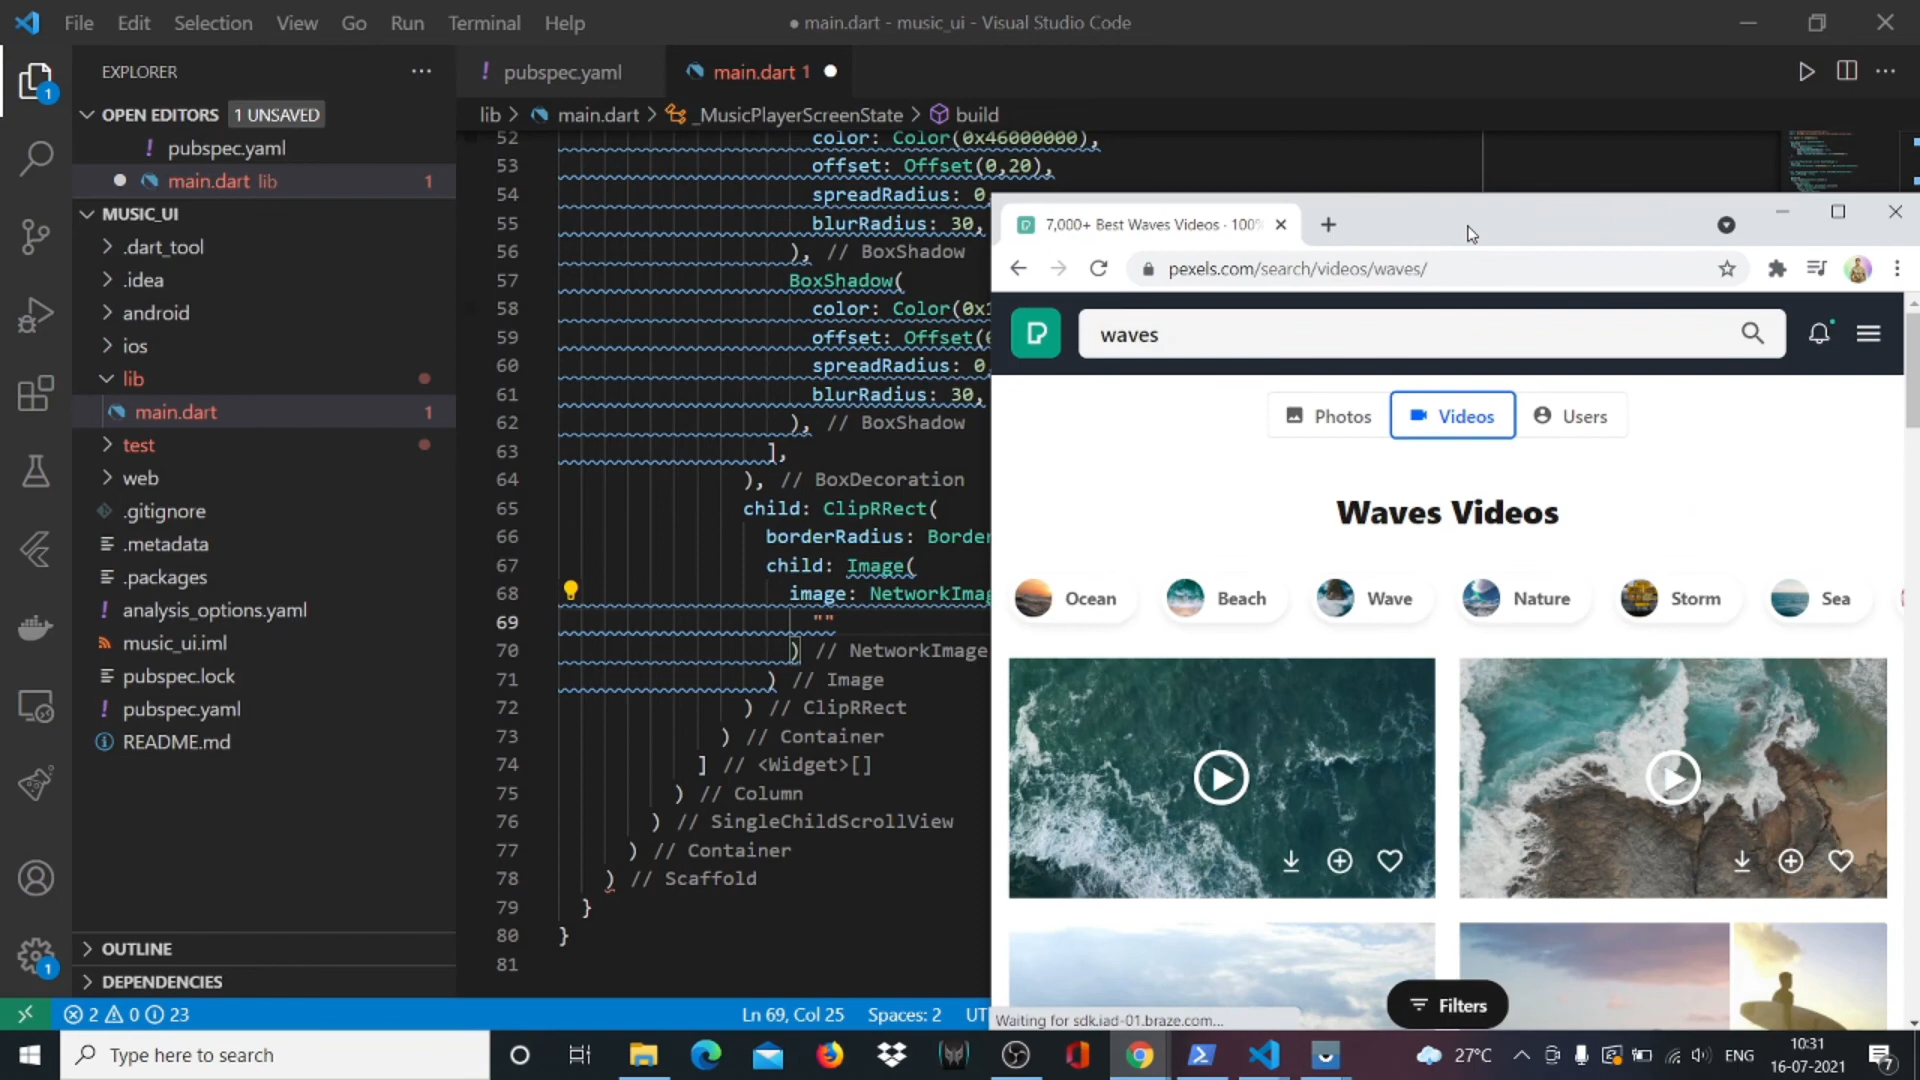 File Edit Selection View Go Run Terminal Help
● main.dart - music_ui - Visual Studio Code
EXPLORER
OPEN EDITORS 1 UNSAVED
! pubspec.yaml
main.dart lib 1
MUSIC_UI
.dart_tool
.idea
android
ios
lib
main.dart 1
test
web
.gitignore
.metadata
.packages
! analysis_options.yaml
music_ui.iml
pubspec.lock
! pubspec.yaml
README.md
OUTLINE
DEPENDENCIES
! pubspec.yaml
main.dart 1
lib > main.dart > _MusicPlayerScreenState > build
52 color: Color(0x46000000),
53 offset: Offset(0,20),
54 spreadRadius: 0
55 blurRadius: 30,
56 ), // BoxShadow
57 BoxShadow(
58 color: Color(0x
59 offset: Offset(
60 spreadRadius: 0
61 blurRadius: 30,
62 ), // BoxShadow
63 ],
64 ), // BoxDecoration
65 child: ClipRRect(
66 borderRadius: Border
67 child: Image(
68 image: NetworkImag
69 ""
70 ) // NetworkImage
71 ) // Image
72 ) // ClipRRect
73 ) // Container
74 ] // <Widget>[]
75 ) // Column
76 ) // SingleChildScrollView
77 ) // Container
78 ) // Scaffold
79 }
80 }
81
7,000+ Best Waves Videos · 100%
pexels.com/search/videos/waves/
waves
Photos Videos Users
Waves Videos
Ocean Beach Wave Nature Storm Sea
Filters
Waiting for sdk.iad-01.braze.com...
2 0 23
Ln 69, Col 25 Spaces: 2 UT
1
1
Type here to search
27°C
ENG
10:31
16-07-2021
7